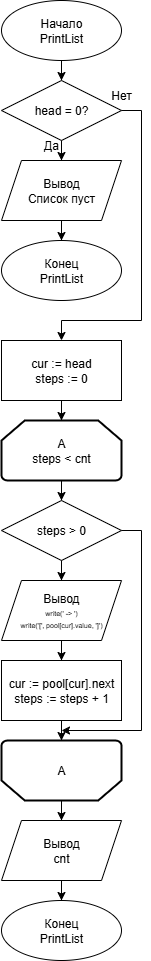 Начало
PrintList
head = 0?
Нет
Да
Вывод
Список пуст
Конец
PrintList
cur := head
steps := 0
A
steps < cnt
steps > 0
Вывод
write(' -> ')
write('[', pool[cur].value, ']')
cur := pool[cur].next
steps := steps + 1
A
Вывод
cnt
Конец
PrintList